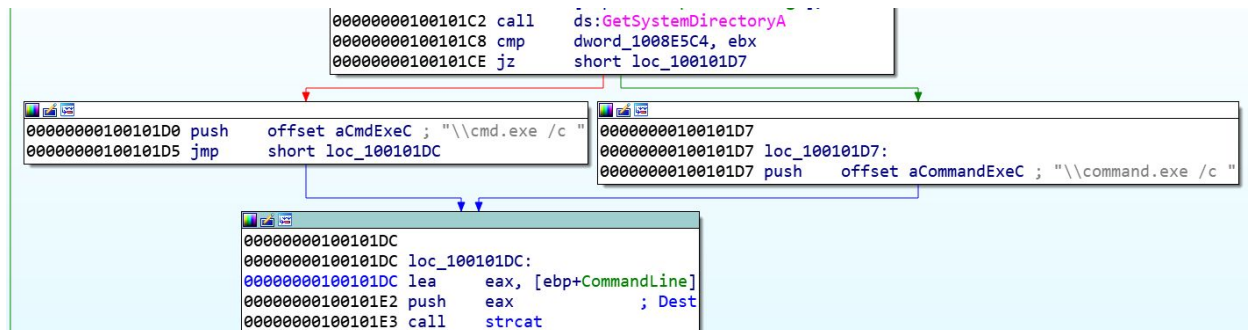 00000000100101C2 call    ds:GetSystemDirectoryA
00000000100101C8 cmp     dword_1008E5C4, ebx
00000000100101CE jz      short loc_100101D7
00000000100101D0 push    offset aCmdExeC ; "\\cmd.exe /c "
00000000100101D5 jmp     short loc_100101DC
00000000100101D7
00000000100101D7 loc_100101D7:
00000000100101D7 push    offset aCommandExeC ; "\\command.exe /c "
00000000100101DC
00000000100101DC loc_100101DC:
00000000100101DC lea     eax, [ebp+CommandLine]
00000000100101E2 push    eax             ; Dest
00000000100101E3 call    strcat